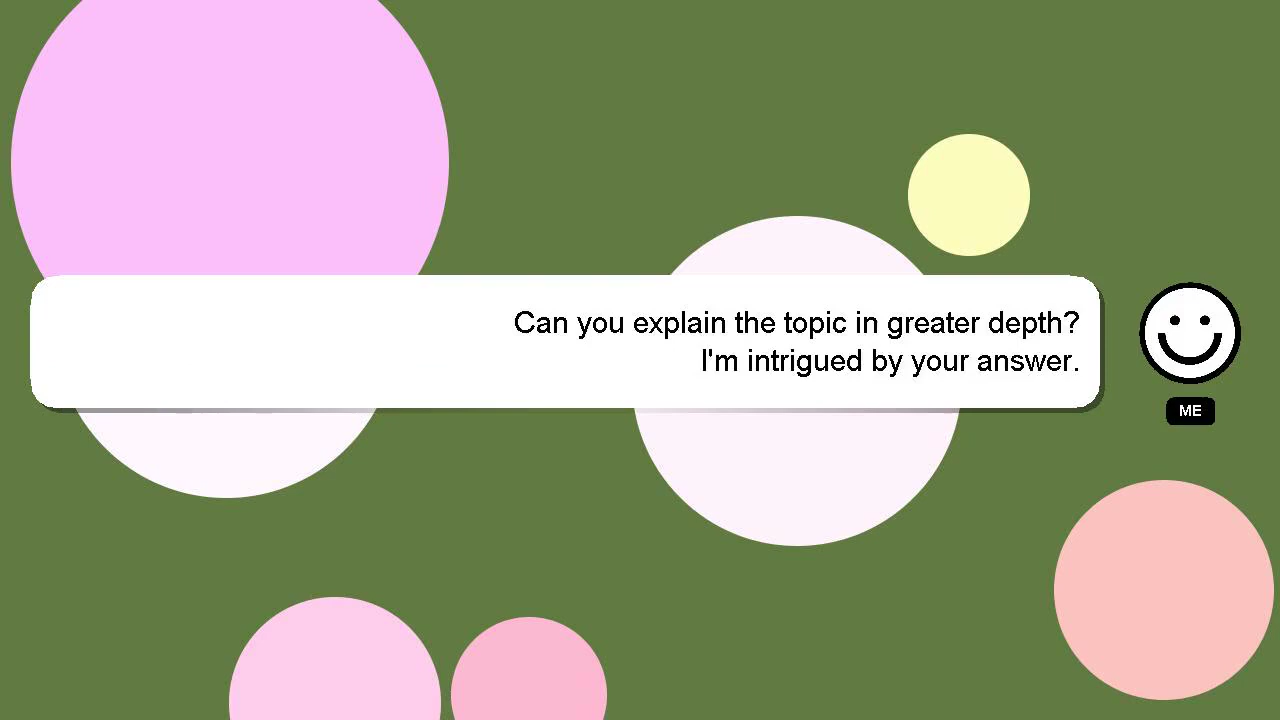 Can you explain the topic in greater depth?
I'm intrigued by your answer.
ME